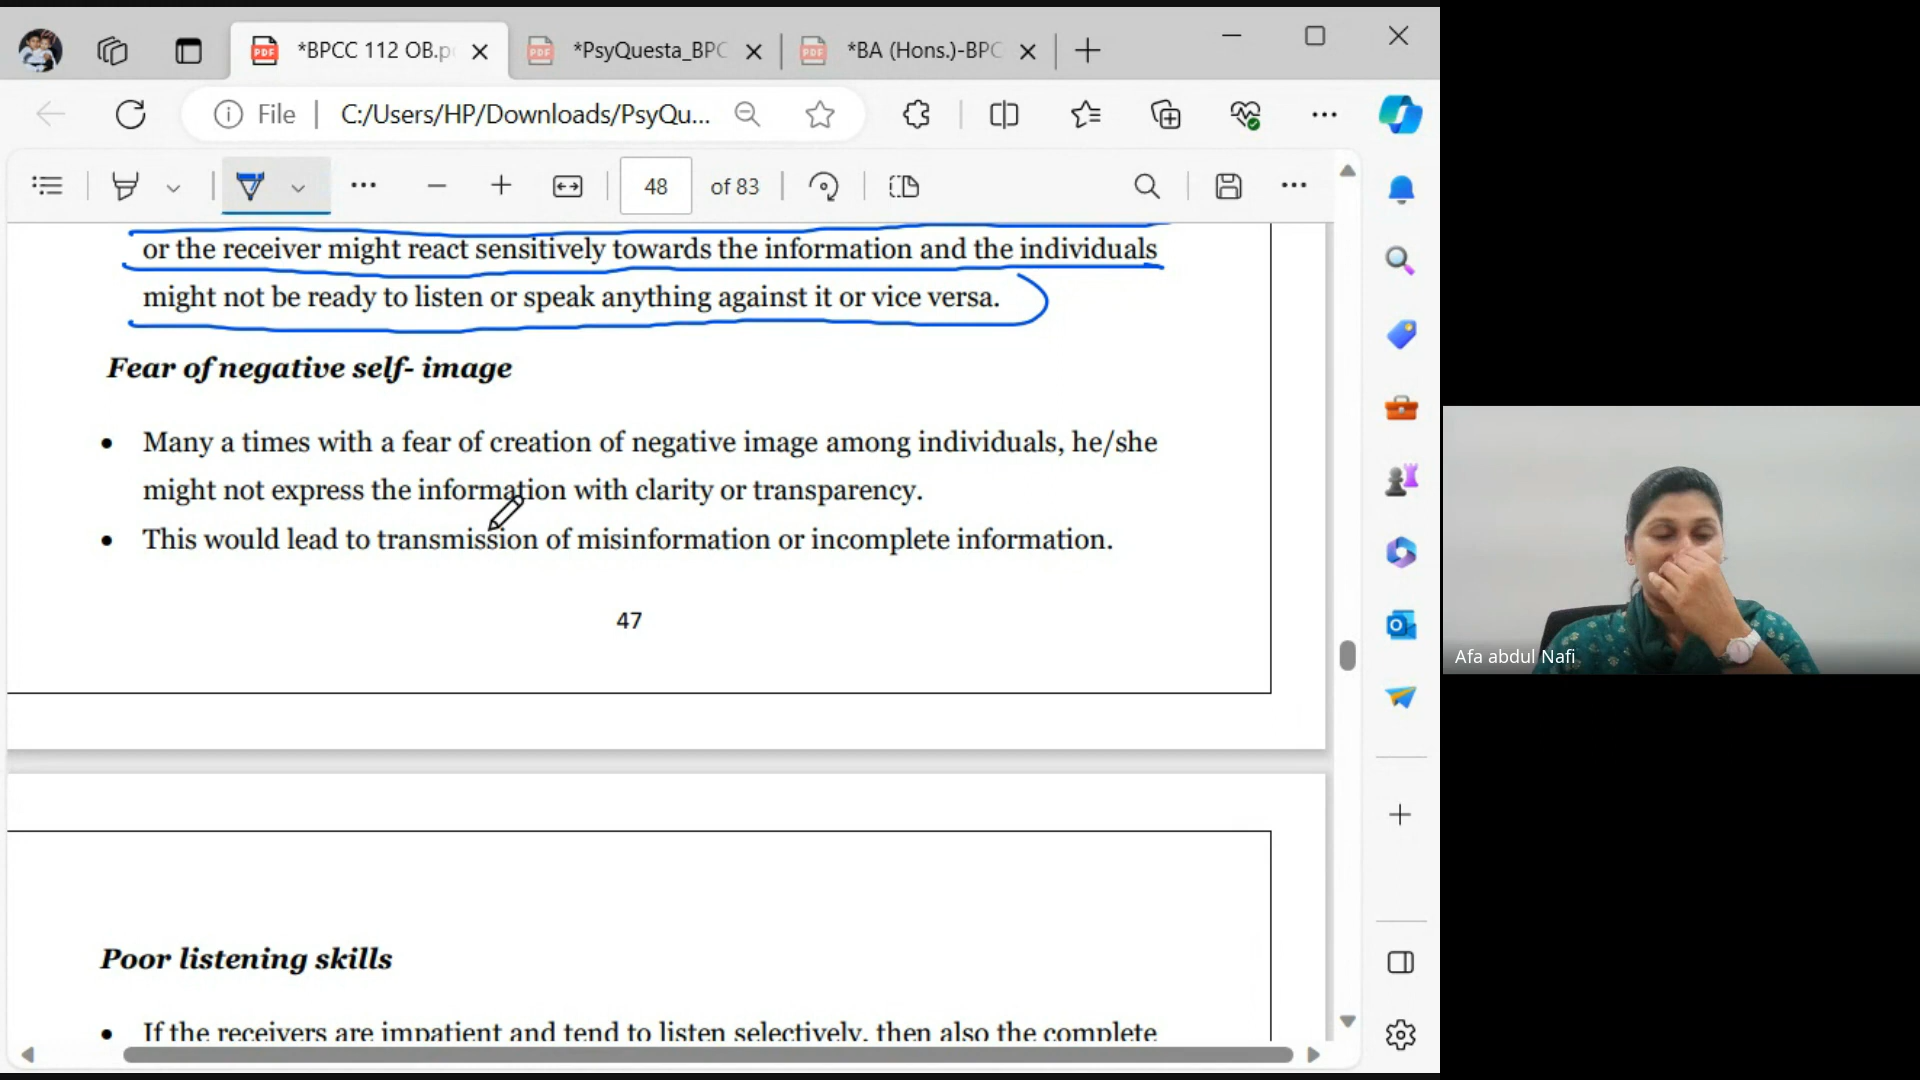 *BPCC 112 OB.p
*PsyQuesta_BPC
*BA (Hons.)-BPC
File
C:/Users/HP/Downloads/PsyQu...
48 of 83
or the receiver might react sensitively towards the information and the individuals
might not be ready to listen or speak anything against it or vice versa.
Fear of negative self- image
• Many a times with a fear of creation of negative image among individuals, he/she
might not express the information with clarity or transparency.
• This would lead to transmission of misinformation or incomplete information.
47
Poor listening skills
• If the receivers are impatient and tend to listen selectively, then also the complete
Afa abdul Nafi